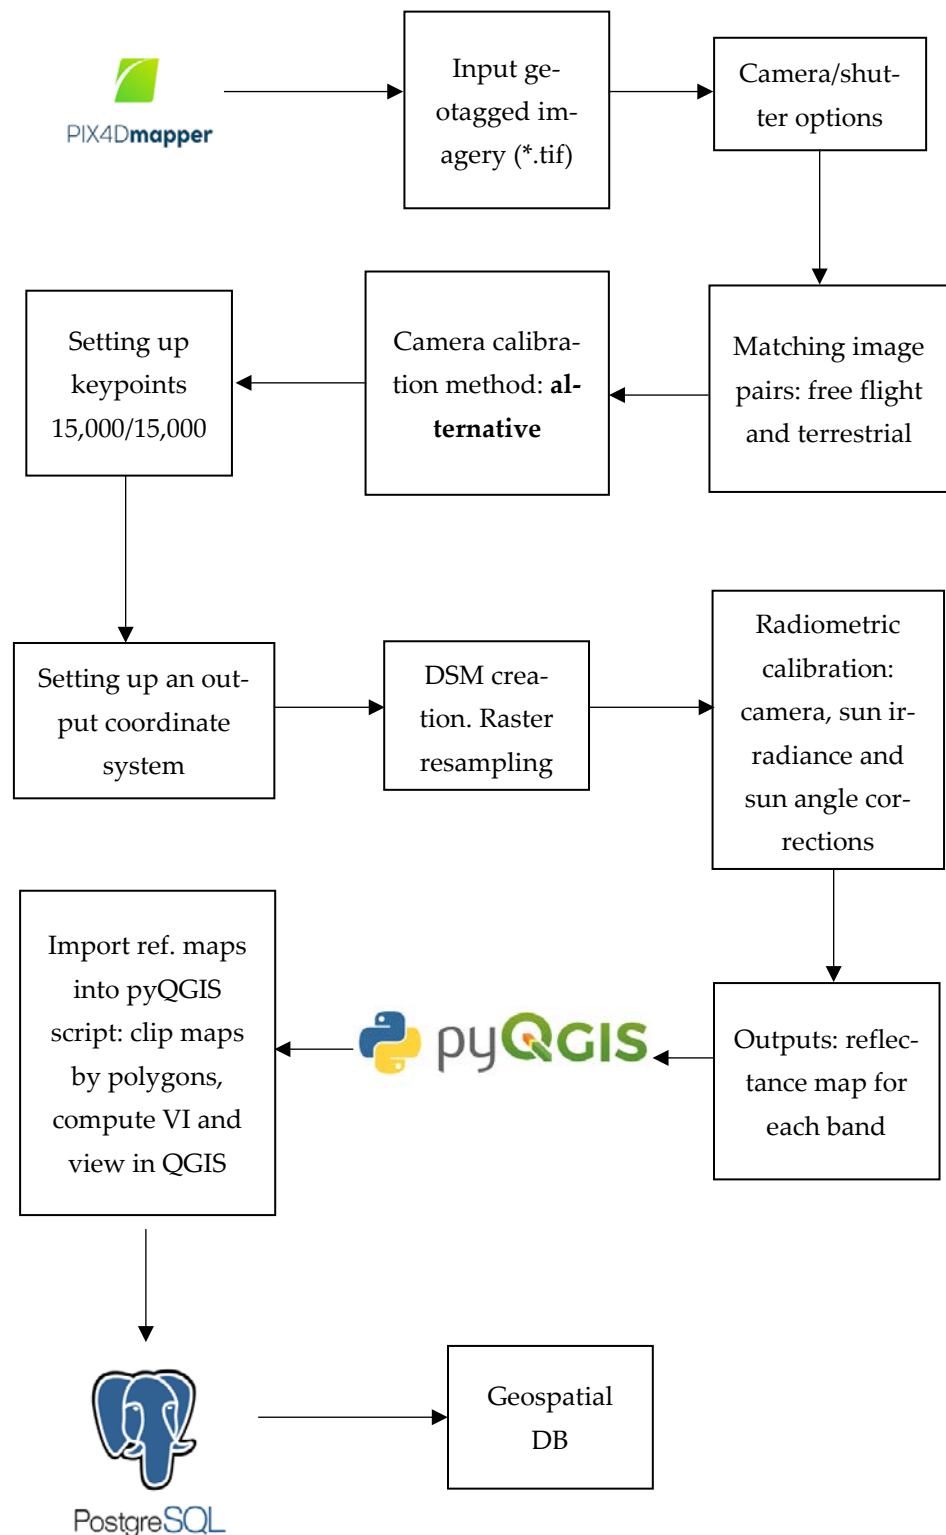 PIX4Dmapper
Input ge-
otagged im-
agery (*.tif)
Camera/shut-
ter options
Matching image
pairs: free flight
and terrestrial
Camera calibra-
tion method: al-
ternative
Setting up
keypoints
15,000/15,000
Setting up an out-
put coordinate
system
DSM crea-
tion. Raster
resampling
Radiometric
calibration:
camera, sun ir-
radiance and
sun angle cor-
rections
Outputs: reflec-
tance map for
each band
pyQGIS
Import ref. maps
into pyQGIS
script: clip maps
by polygons,
compute VI and
view in QGIS
PostgreSQL
Geospatial
DB